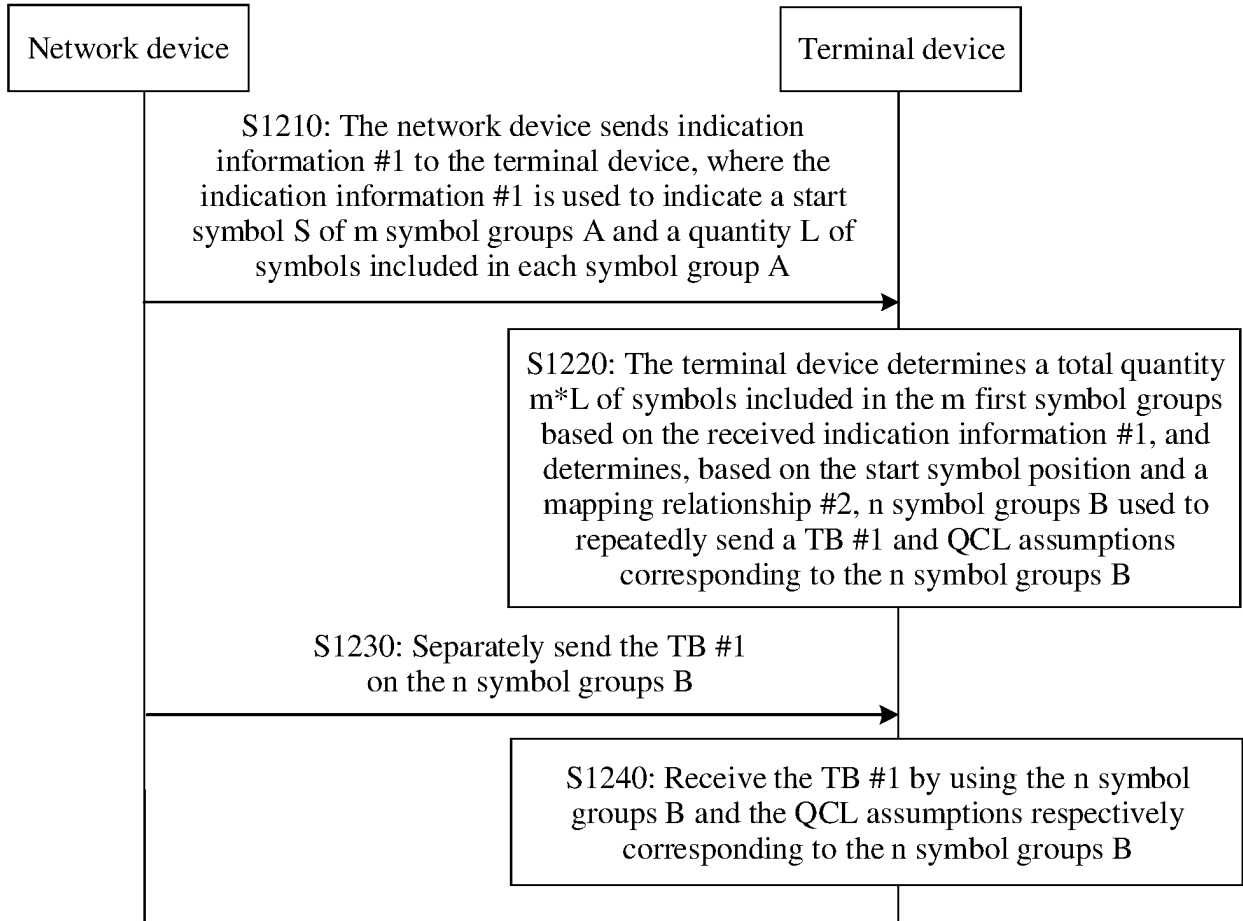 Network device
Terminal device
S1210: The network device sends indication
information #1 to the terminal device, where the
indication information #1 is used to indicate a start
symbol S of m symbol groups A and a quantity L of
symbols included in each symbol group A
S1220: The terminal device determines a total quantity
m*L of symbols included in the m first symbol groups
based on the received indication information #1, and
determines, based on the start symbol position and a
mapping relationship #2, n symbol groups B used to
repeatedly send a TB #1 and QCL assumptions
corresponding to the n symbol groups B
S1230: Separately send the TB #1
on the n symbol groups B
S1240: Receive the TB #1 by using the n symbol
groups B and the QCL assumptions respectively
corresponding to the n symbol groups B